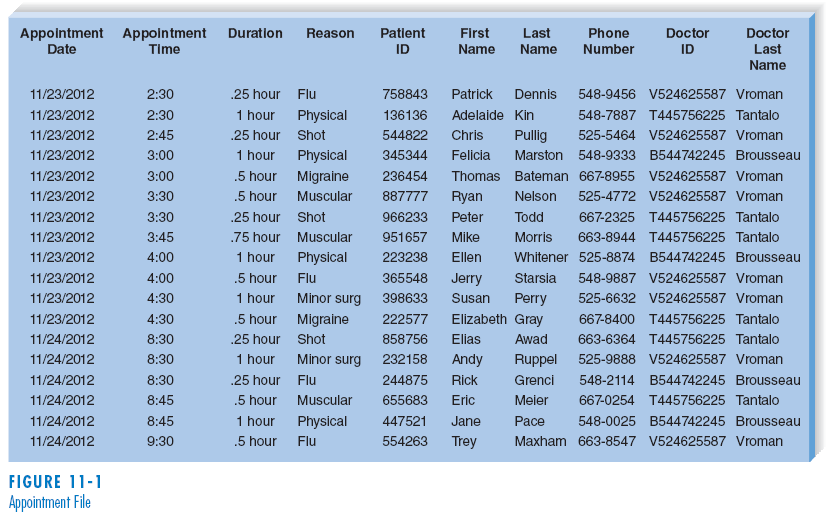 Appointment Appointment Duration Reason Patient First Last Phone Doctor Doctor
Date Time ID Name Name Number ID Last
Name
11/23/2012 2:30 .25 hour Flu 758843 Patrick Dennis 548-9456 V524625587 Vroman
11/23/2012 2:30 1 hour Physical 136136 Adelaide Kin 548-7887 T445756225 Tantalo
11/23/2012 2:45 .25 hour Shot 544822 Chris Pullig 525-5464 V524625587 Vroman
11/23/2012 3:00 1 hour Physical 345344 Felicia Marston 548-9333 B544742245 Brousseau
11/23/2012 3:00 .5 hour Migraine 236454 Thomas Bateman 667-8955 V524625587 Vroman
11/23/2012 3:30 .5 hour Muscular 887777 Ryan Nelson 525-4772 V524625587 Vroman
11/23/2012 3:30 .25 hour Shot 966233 Peter Todd 667-2325 T445756225 Tantalo
11/23/2012 3:45 .75 hour Muscular 951657 Mike Morris 663-8944 T445756225 Tantalo
11/23/2012 4:00 1 hour Physical 223238 Ellen Whitener 525-8874 B544742245 Brousseau
11/23/2012 4:00 .5 hour Flu 365548 Jerry Starsia 548-9887 V524625587 Vroman
11/23/2012 4:30 1 hour Minor surg 398633 Susan Perry 525-6632 V524625587 Vroman
11/23/2012 4:30 .5 hour Migraine 222577 Elizabeth Gray 667-8400 T445756225 Tantalo
11/24/2012 8:30 .25 hour Shot 858756 Elias Awad 663-6364 T445756225 Tantalo
11/24/2012 8:30 1 hour Minor surg 232158 Andy Ruppel 525-9888 V524625587 Vroman
11/24/2012 8:30 .25 hour Flu 244875 Rick Grenci 548-2114 B544742245 Brousseau
11/24/2012 8:45 .5 hour Muscular 655683 Eric Meier 667-0254 T445756225 Tantalo
11/24/2012 8:45 1 hour Physical 447521 Jane Pace 548-0025 B544742245 Brousseau
11/24/2012 9:30 .5 hour Flu 554263 Trey Maxham 663-8547 V524625587 Vroman
FIGURE 11-1
Appointment File